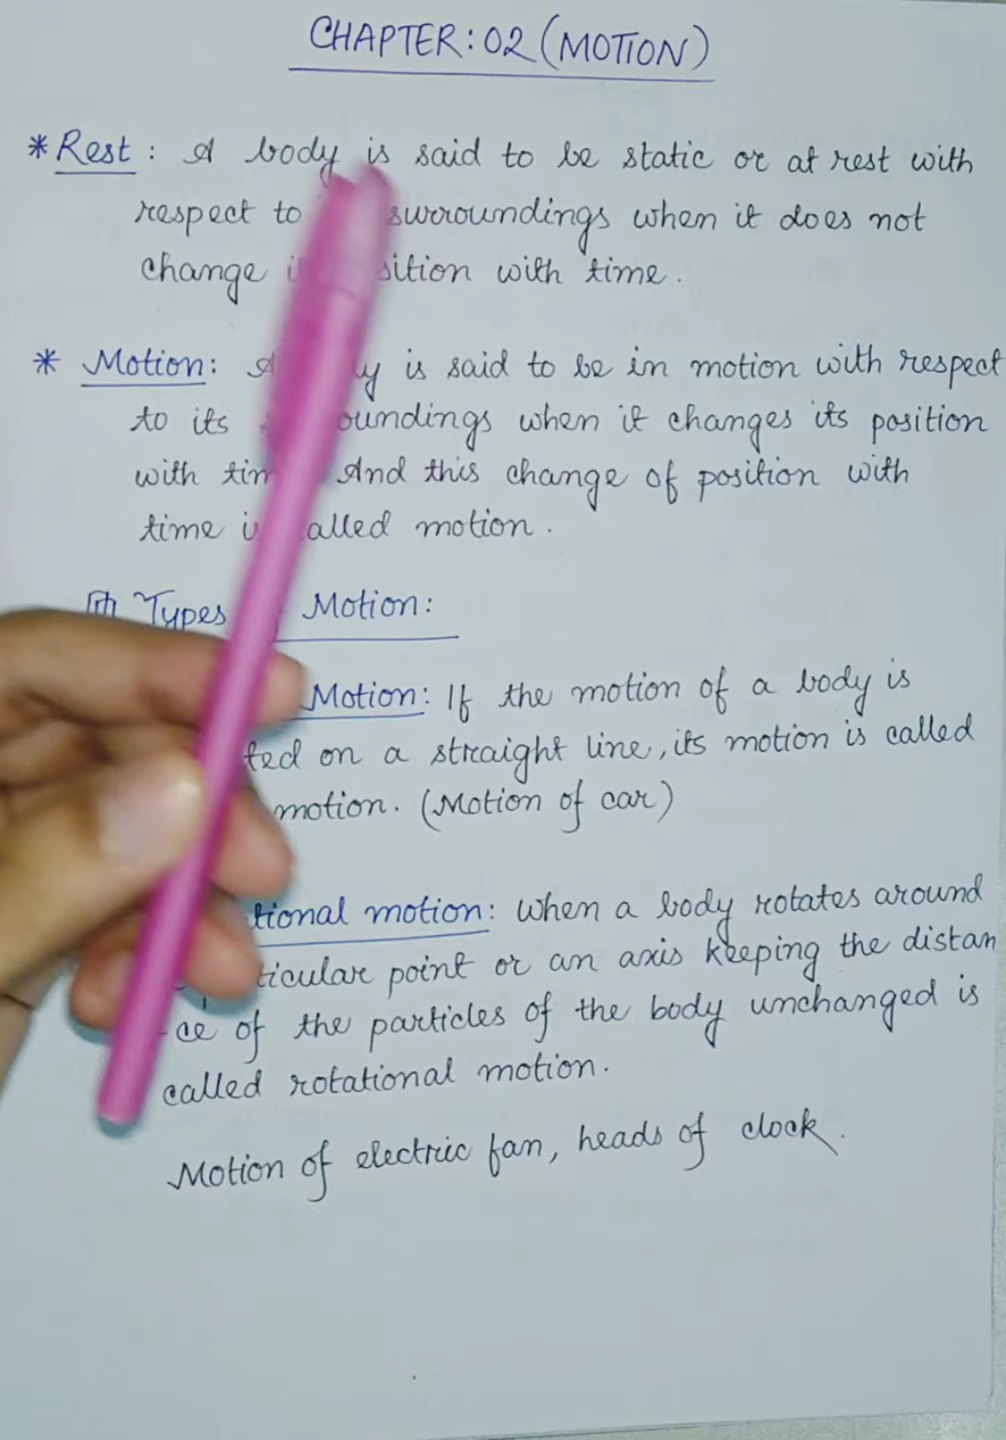 CHAPTER: 02 (MOTION)
* Rest : A body is said to be static or at rest with
respect to surroundings when it does not
change sition with time.
* Motion: is said to be in motion with respect
to its oundings when it changes its position
with tim And this change of position with
time alled motion.
Types Motion:
Motion: If the motion of a body is
ted on a straight line, its motion is called
motion. (Motion of car)
tional motion: when a body rotates around
ticular point or an axis keeping the distan
ce of the particles of the body unchanged is
called rotational motion.
Motion of electric fan, heads of clock.